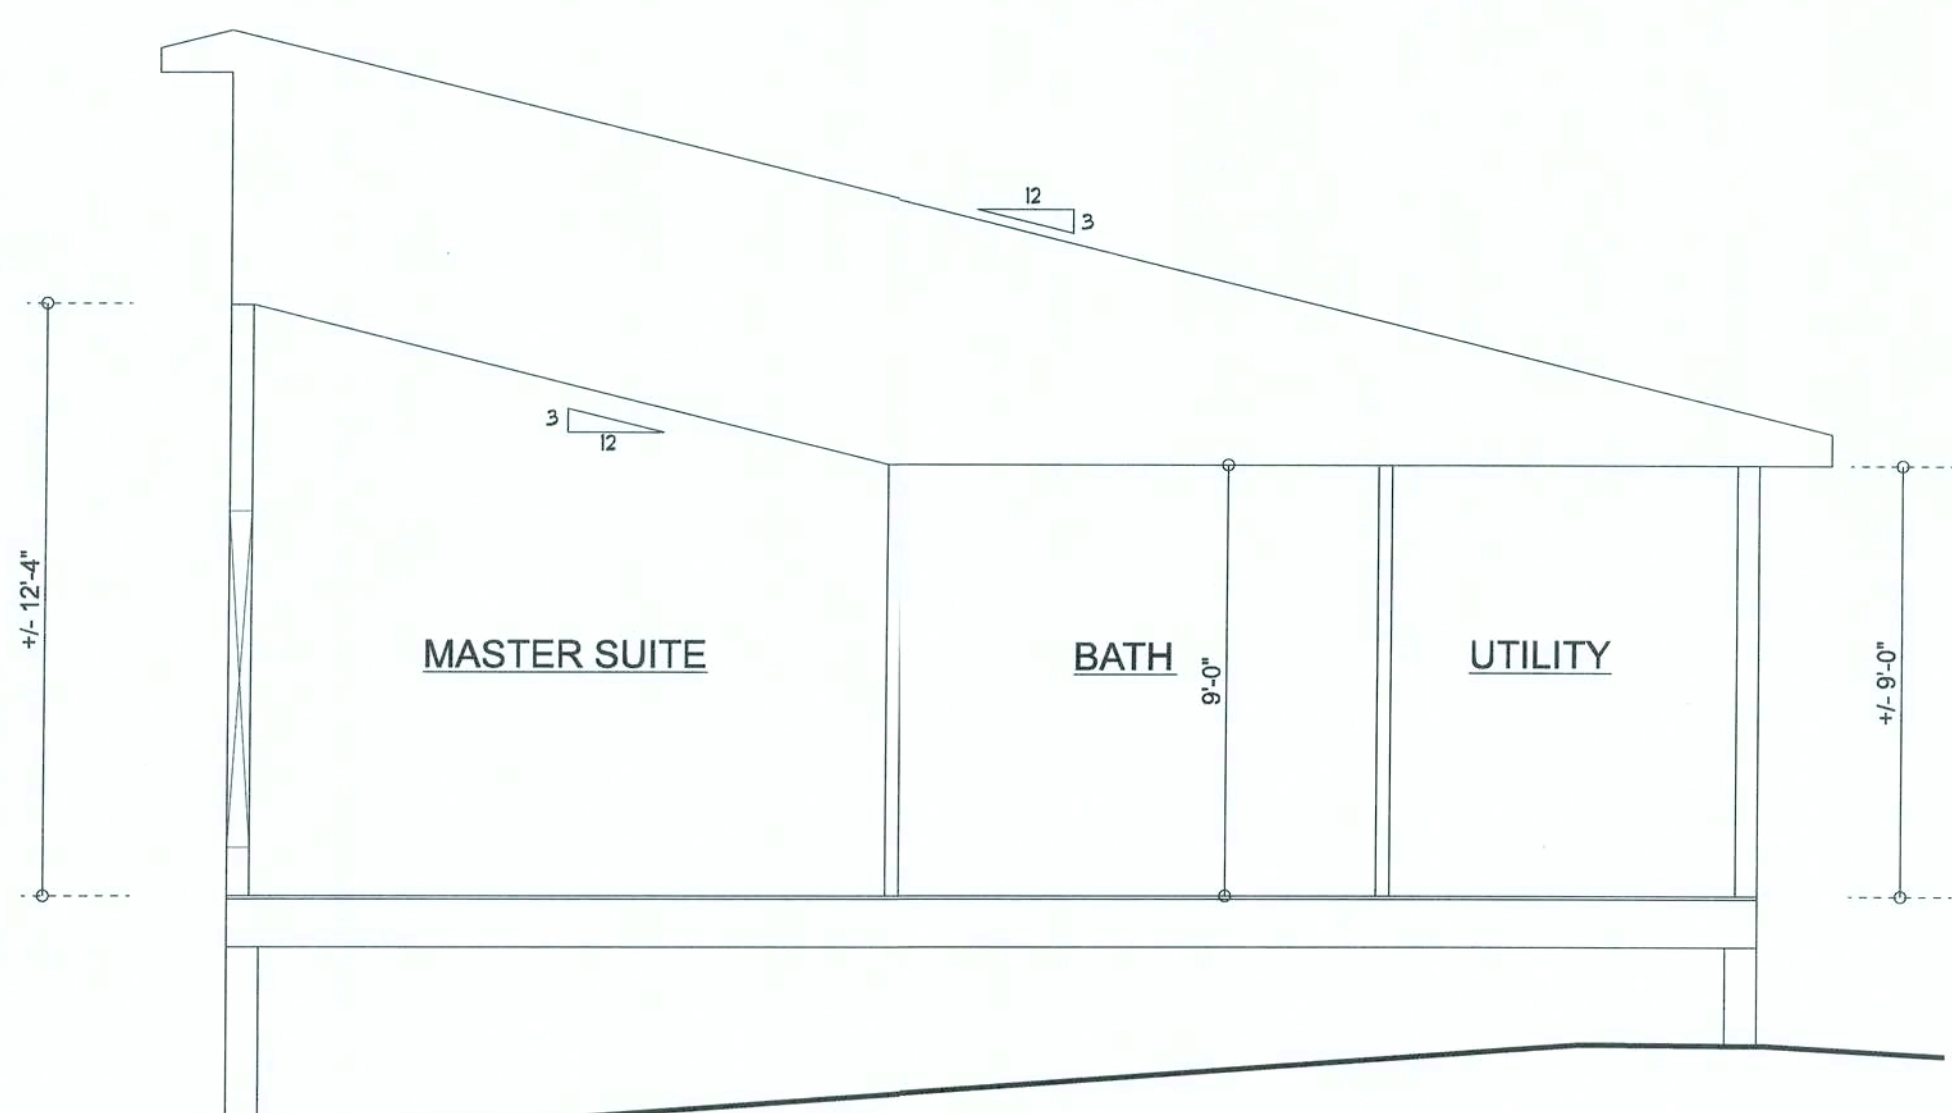 12
3
3
12
+/- 12'-4"
MASTER SUITE
BATH
9'-0"
UTILITY
+/- 9'-0"